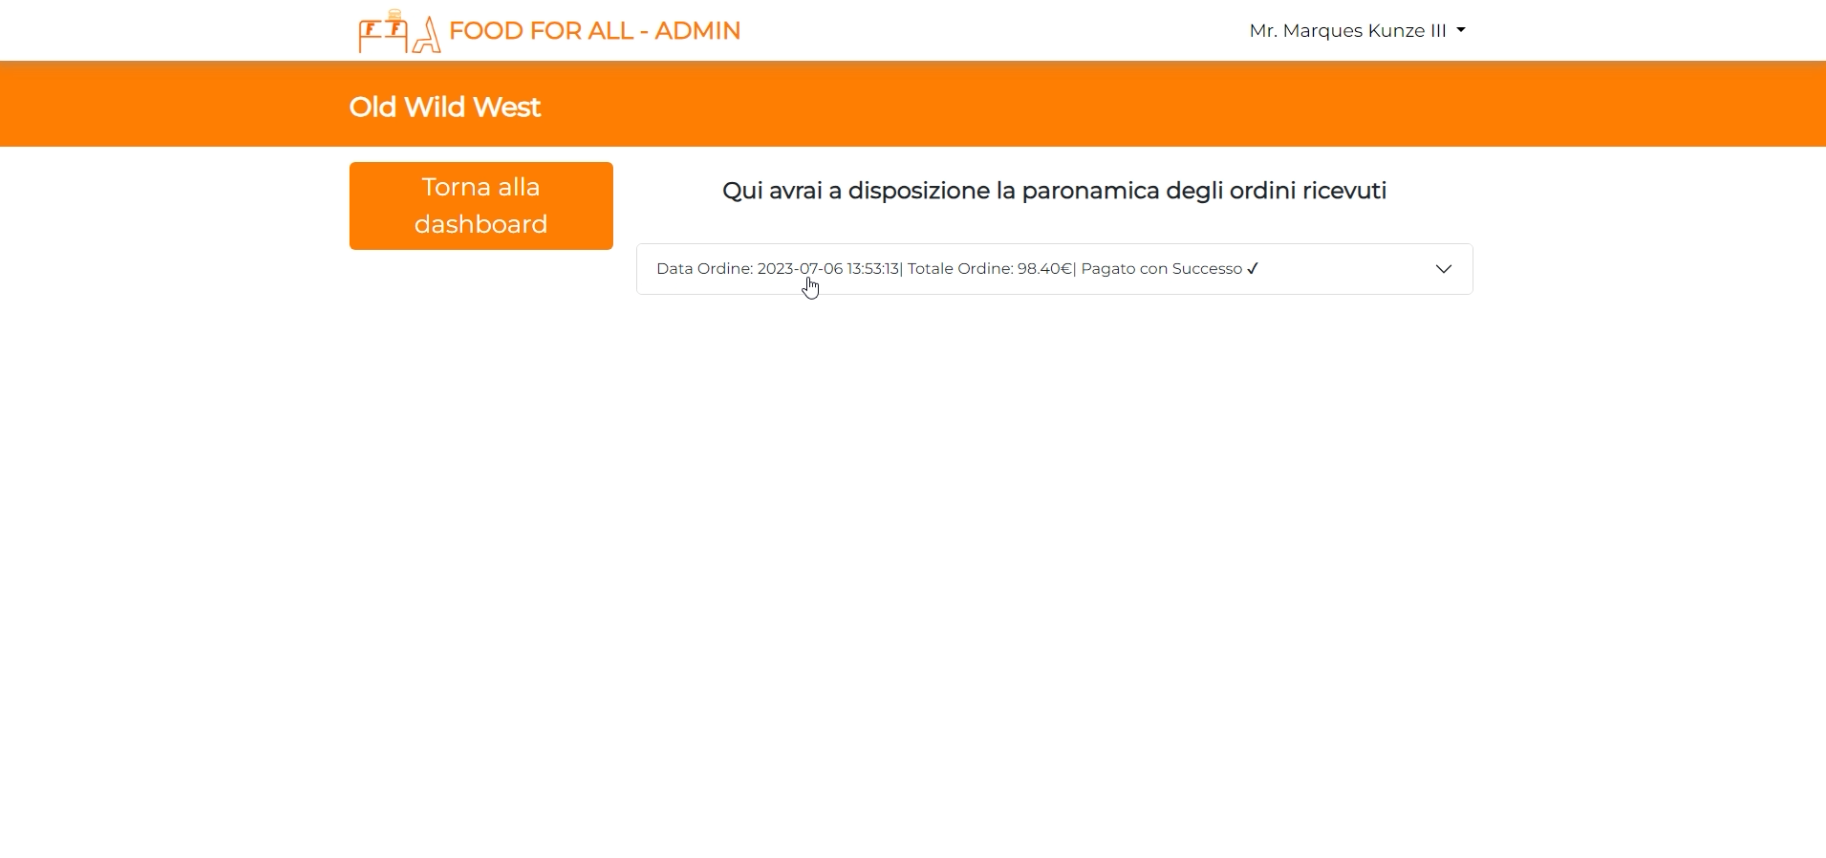 F F A FOOD FOR ALL - ADMIN
Mr. Marques Kunze III
Old Wild West
Torna alla
dashboard
Qui avrai a disposizione la paronamica degli ordini ricevuti
Data Ordine: 2023-07-06 13:53:13| Totale Ordine: 98.40€| Pagato con Successo ✓